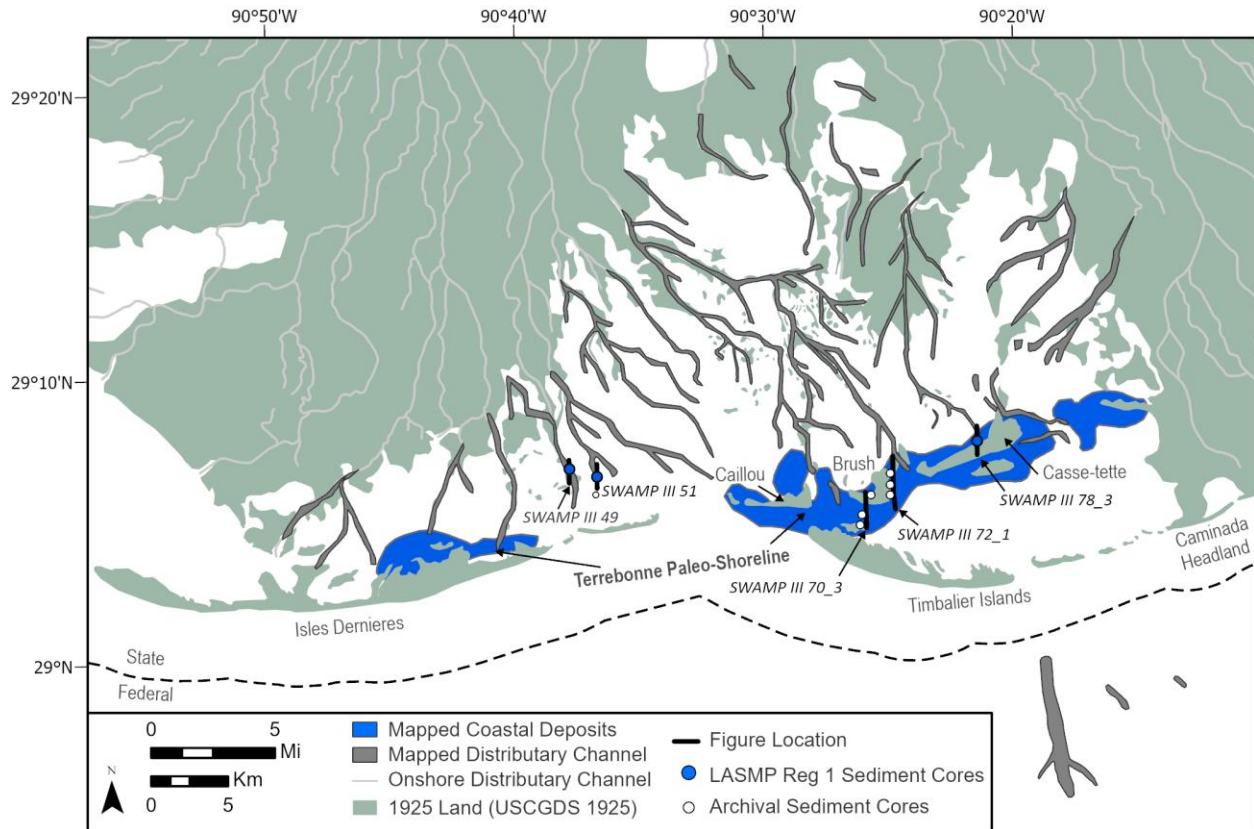 90°50'W
90°40'W
90°30'W
90°20'W
29°20'N
29°10'N
29°N
Caillou
Brush
Casse-tette
SWAMP III 51
SWAMP III 49
SWAMP III 78_3
SWAMP III 72_1
SWAMP III 70_3
Terrebonne Paleo-Shoreline
Caminada
Headland
Timbalier Islands
Isles Dernieres
State
Federal
0 5
Mi
Km
0 5
N
Mapped Coastal Deposits
Mapped Distributary Channel
Onshore Distributary Channel
1925 Land (USCGDS 1925)
Figure Location
LASMP Reg 1 Sediment Cores
Archival Sediment Cores